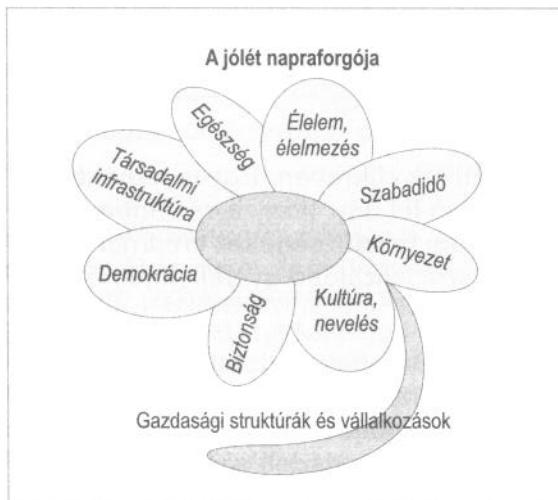 A jólét napraforgója
Egészség
Élelem,
élelmezés
Társadalmi
infrastruktúra
Szabadidő
Környezet
Demokrácia
Biztonság
Kultúra,
nevelés
Gazdasági struktúrák és vállalkozások